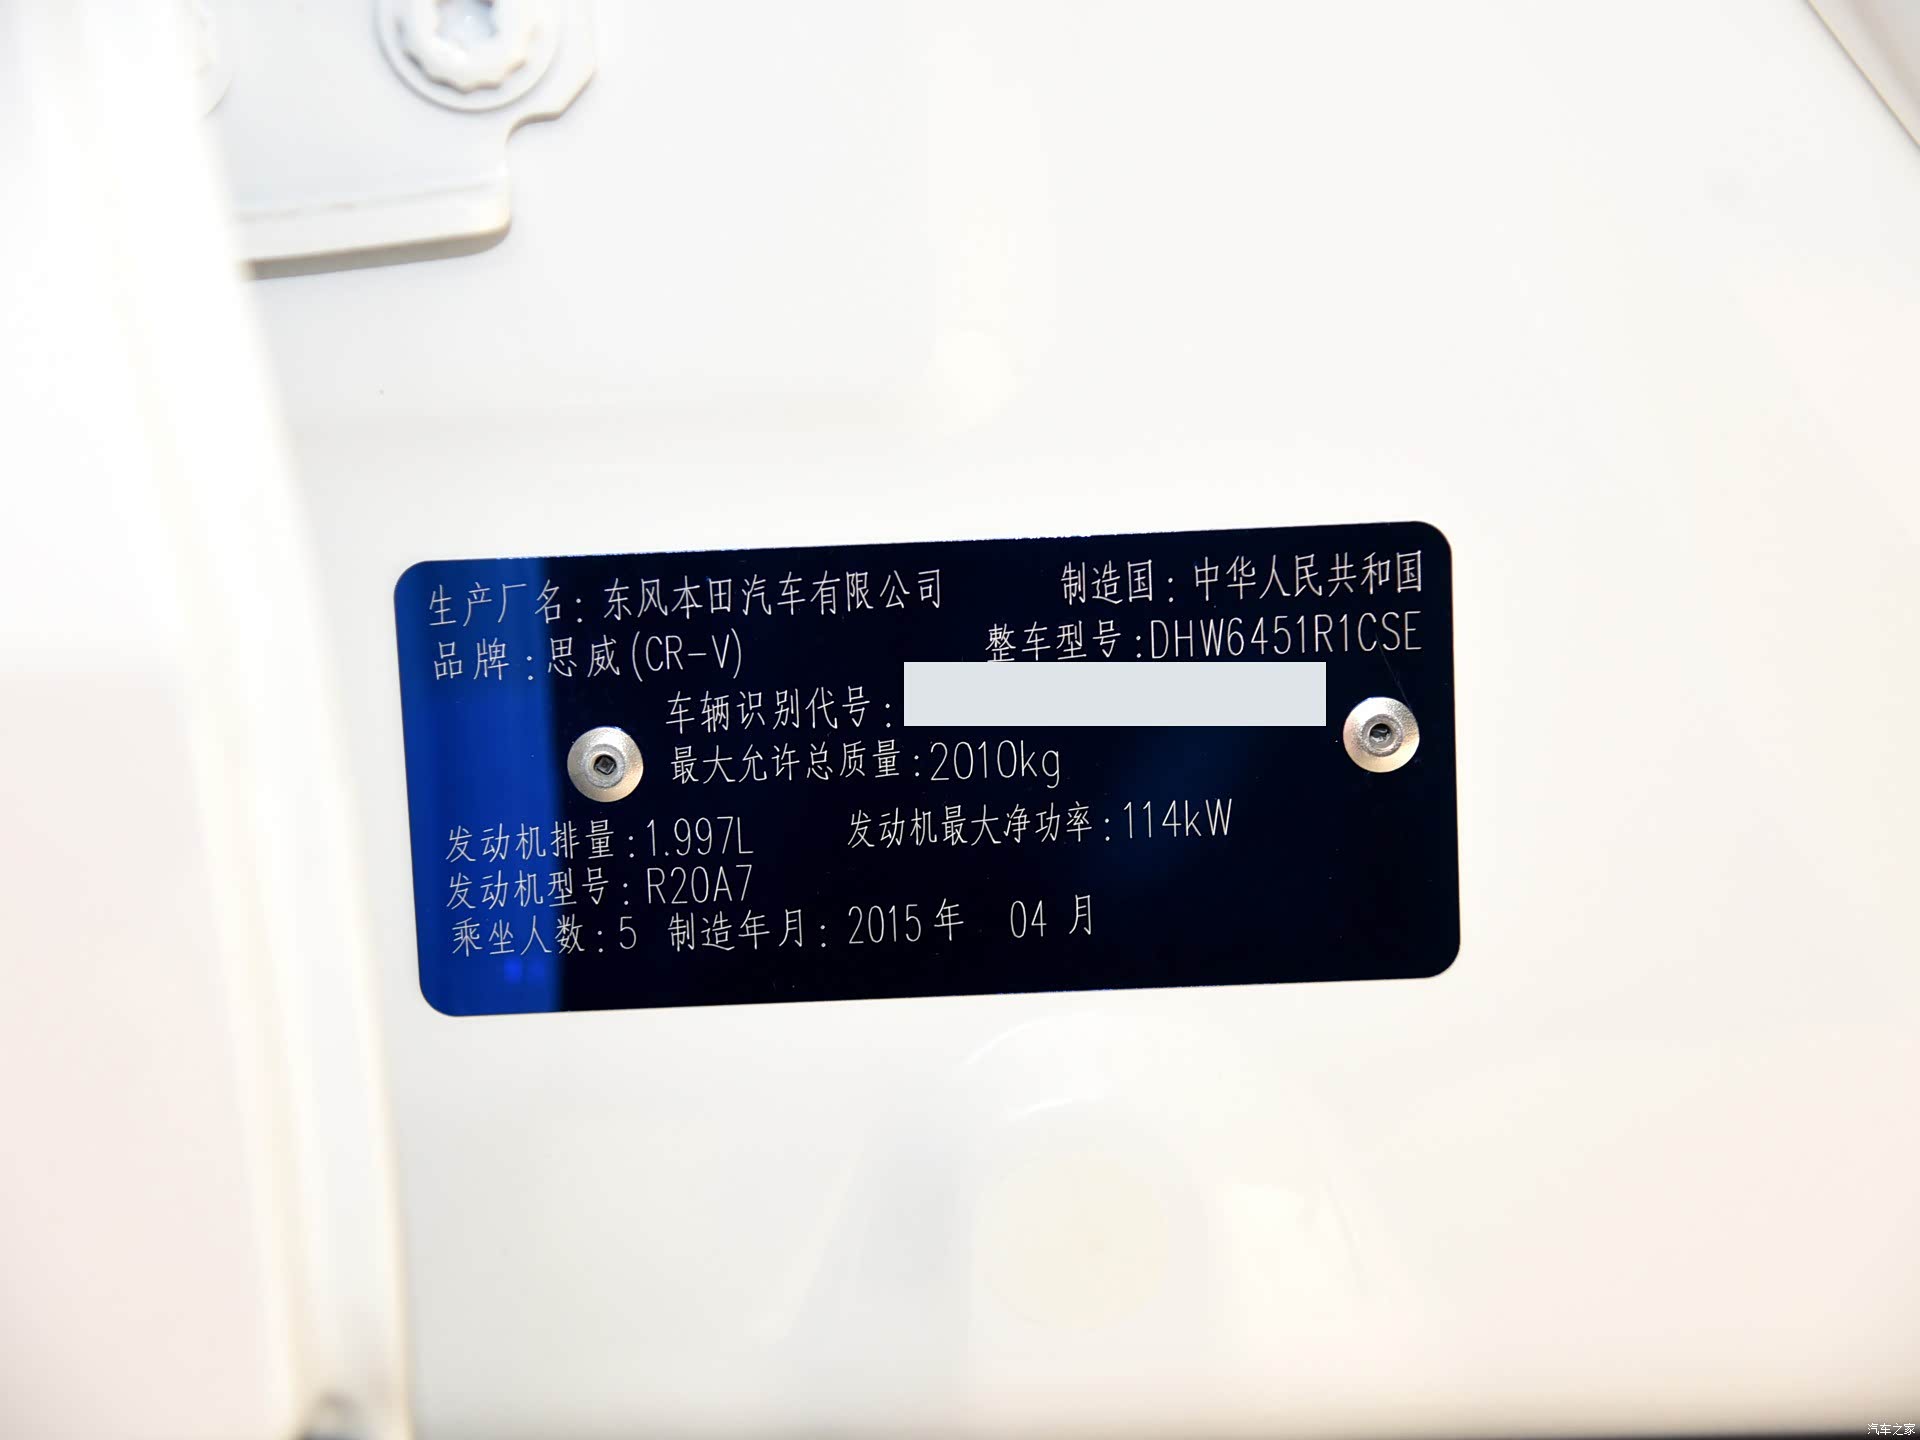 生产厂名：东风本田汽车有限公司 制造国：中华人民共和国
品牌：思威(CR-V) 整车型号：DHW6451R1CSE
车辆识别代号：
最大允许总质量：2010kg
发动机排量：1.997L 发动机最大净功率：114kW
发动机型号：R20A7
乘坐人数：5 制造年月：2015年 04月
汽车之家